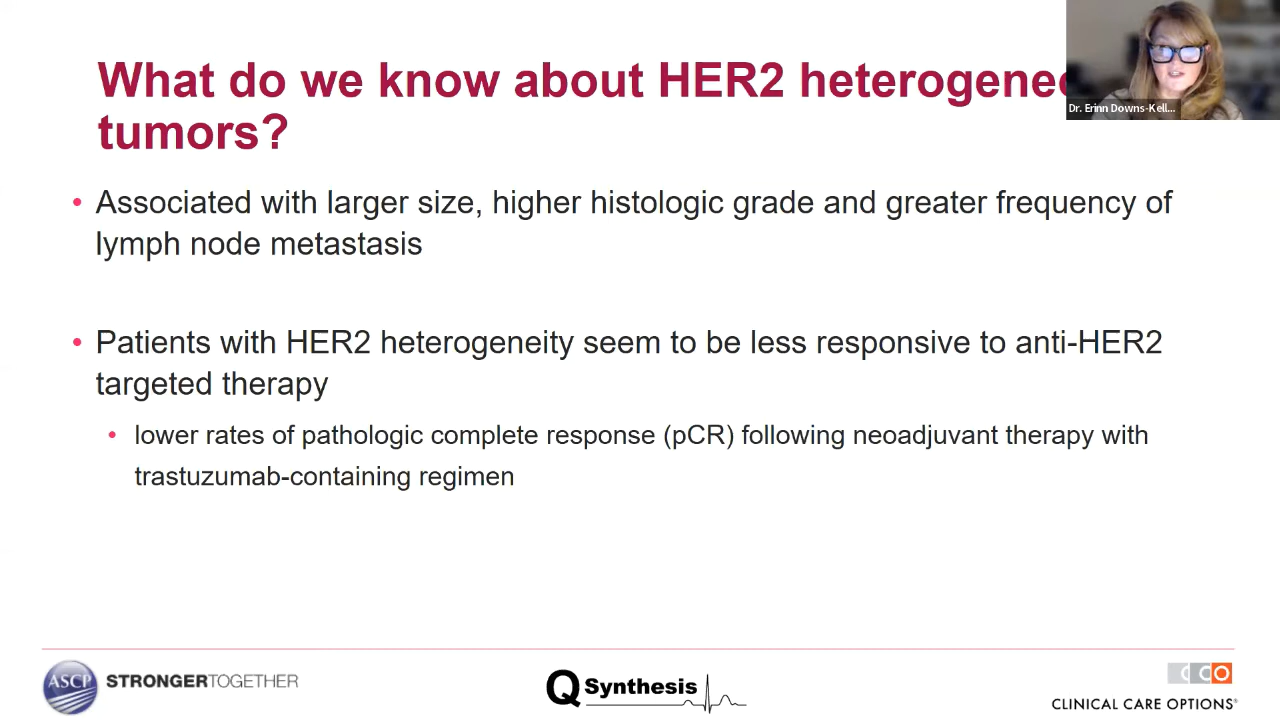 What do we know about HER2
tumors?
Dr. Erinn Downs-Kell...
• Associated with larger size, higher histologic grade and greater frequency of
lymph node metastasis
• Patients with HER2 heterogeneity seem to be less responsive to anti-HER2
targeted therapy
• lower rates of pathologic complete response (pCR) following neoadjuvant therapy with
trastuzumab-containing regimen
ASCP STRONGERTOGETHER
Q Synthesis
CCO
CLINICAL CARE OPTIONS®